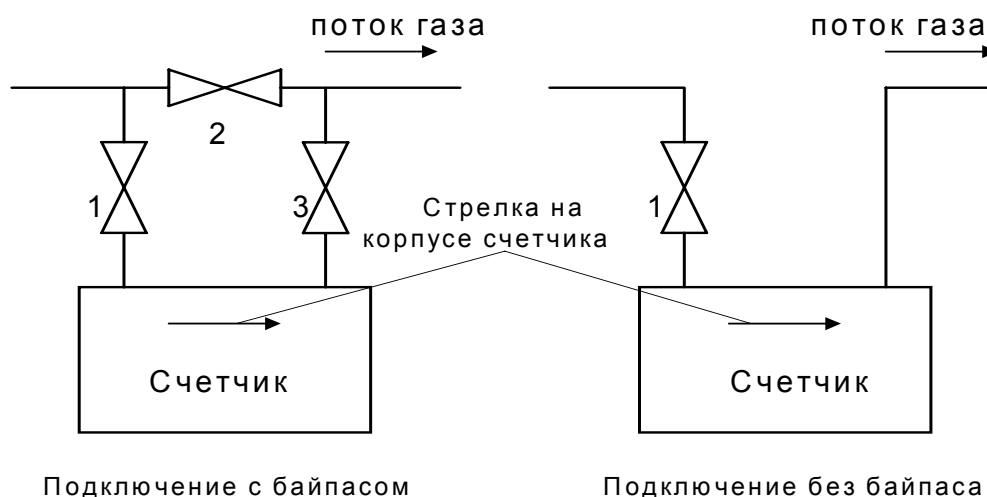 поток газа
поток газа
2
1
3
1
Стрелка на
корпусе счетчика
Счетчик
Счетчик
Подключение с байпасом
Подключение без байпаса